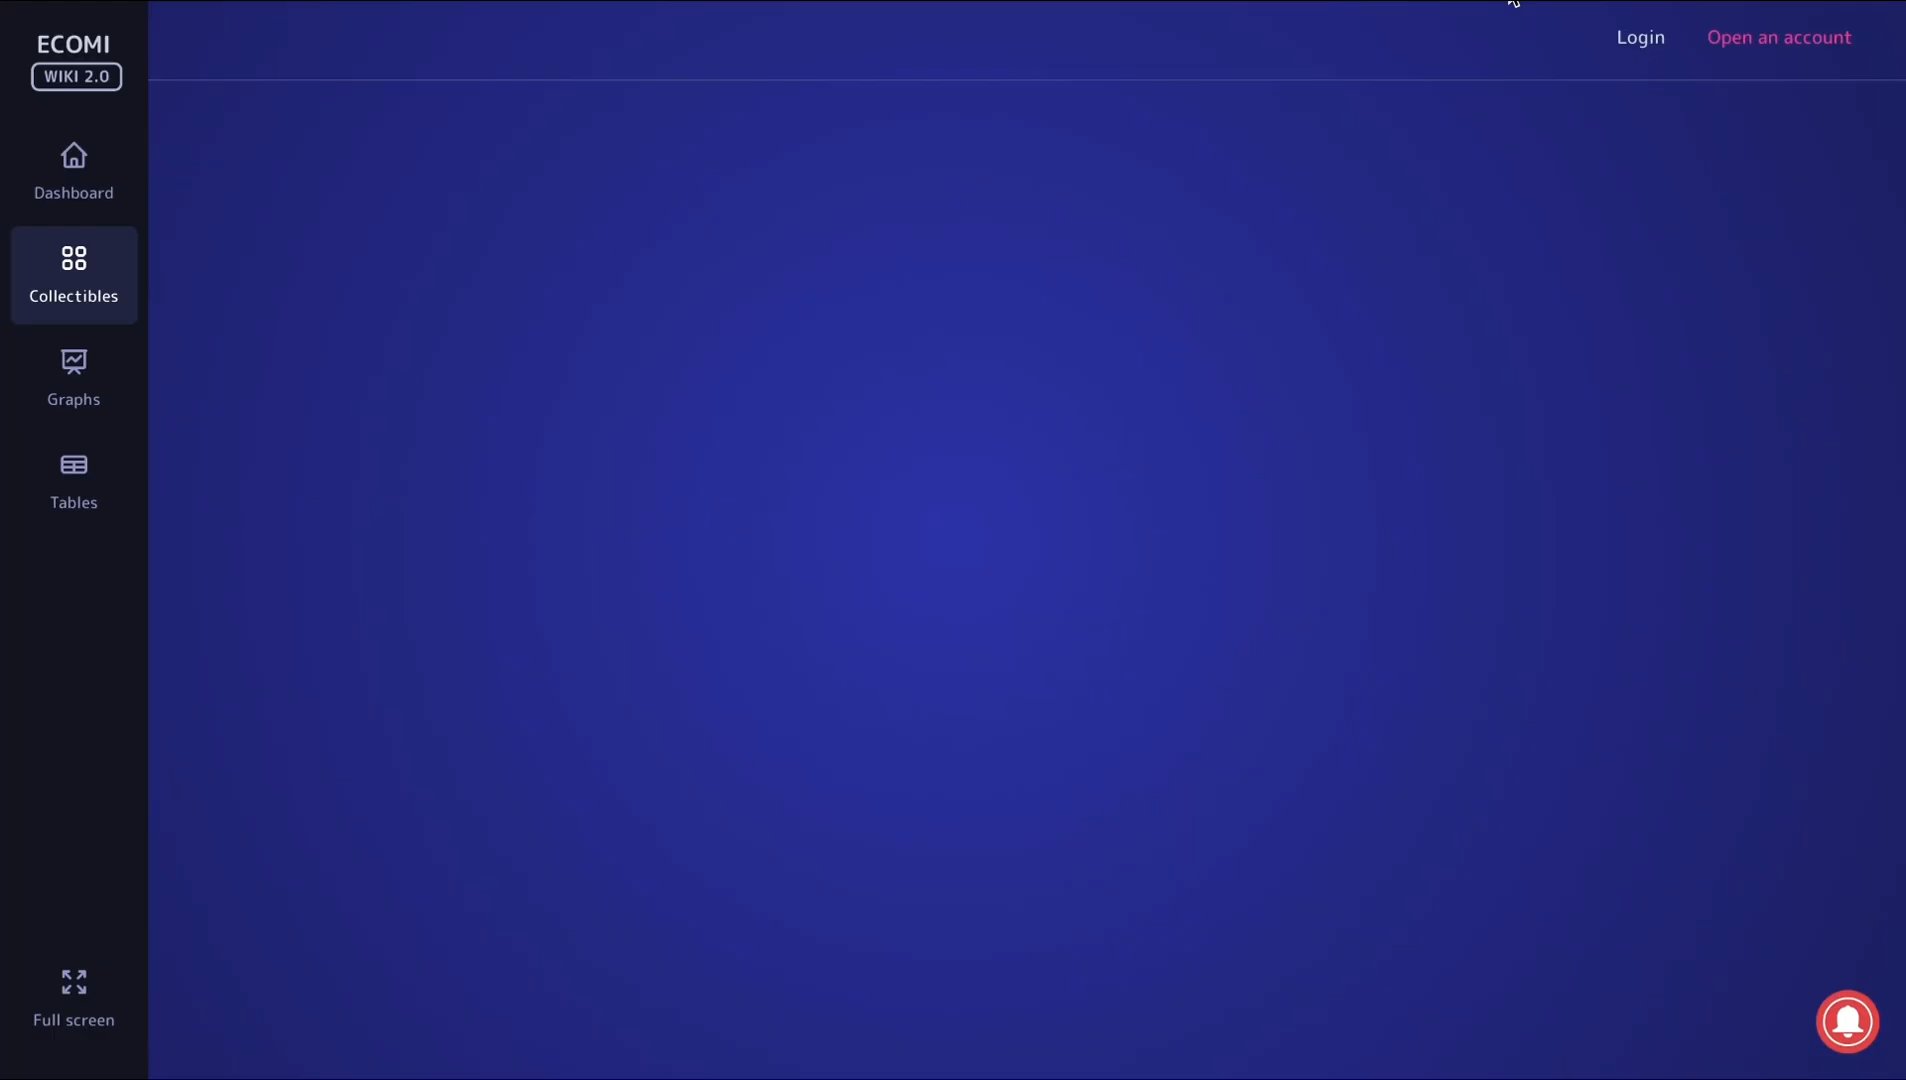 ECOMI
WIKI 2.0
Login
Open an account
Dashboard
Collectibles
Graphs
Tables
Full screen